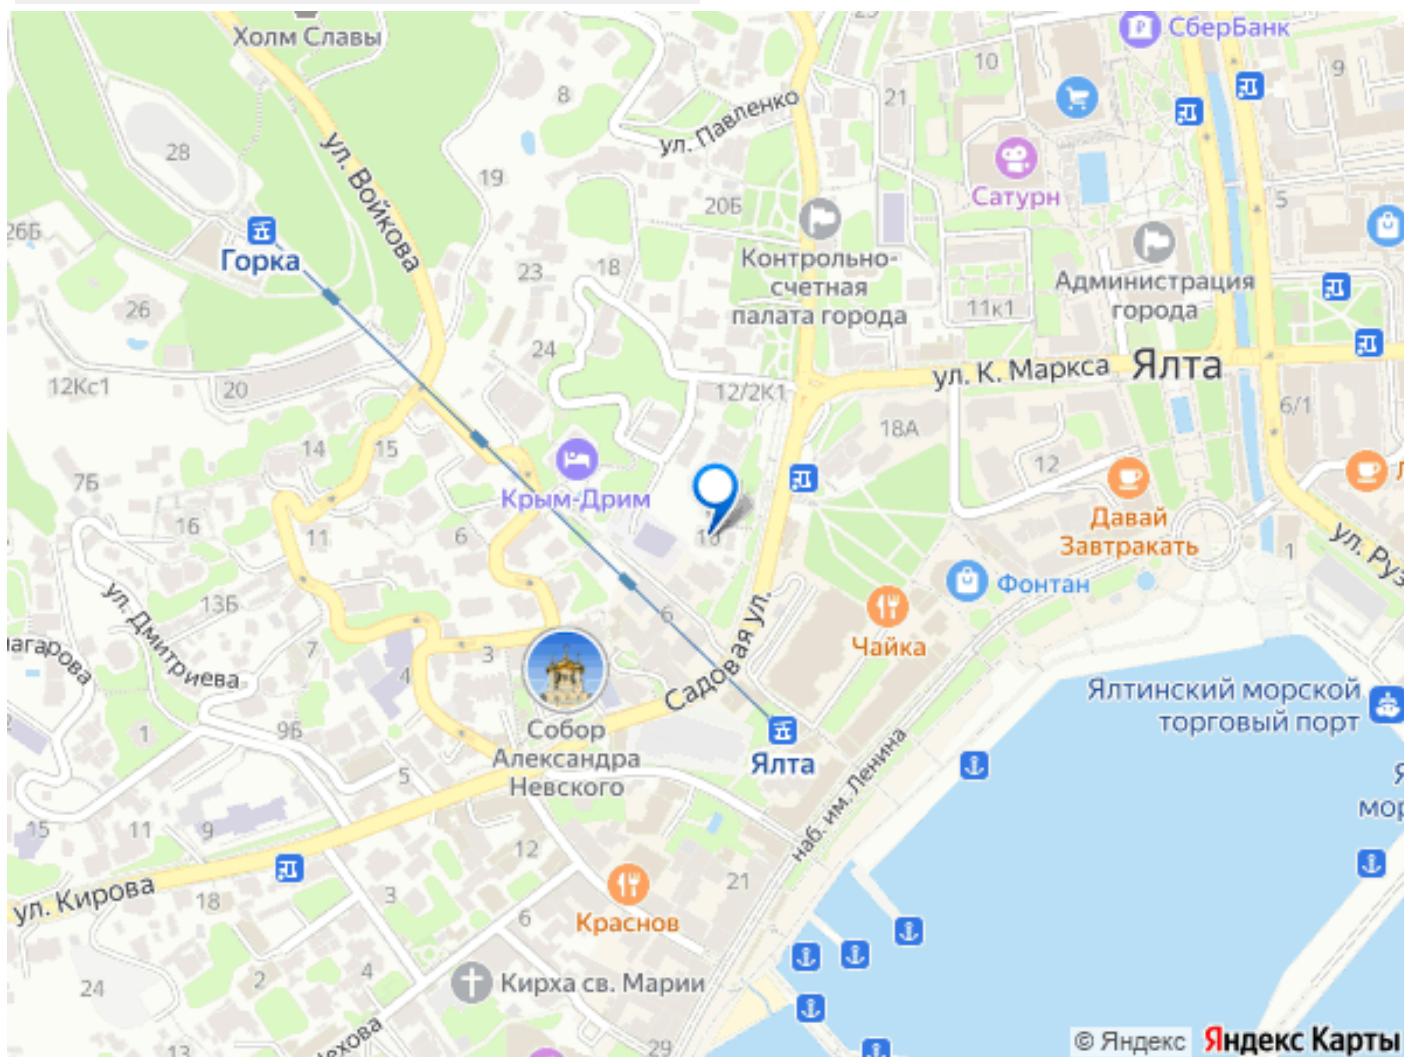 Холм Славы
СберБанк
10
9
8
21
ул. Павленко
28
ул. Войкова
19
Сатурн
20Б
5
26Б
Горка
Контрольно-
счетная
палата города
23
18
Администрация
города
26
11к1
24
ул. К. Маркса
Ялта
12Кс1
20
12/2К1
6/1
18А
14
15
12
7Б
Крым-Дрим
Давай
Завтракать
16
11
6
10
1
ул. Руз
Фонтан
ул. Дмитриева
13Б
6
Чайка
7
3
4
Садовая ул.
Ялтинский морской
торговый порт
1
9Б
Собор
Александра
Невского
Ялта
наб. им. Ленина
5
мор
15
11
9
12
ул. Кирова
18
3
21
Краснов
6
24
2
4
Кирха св. Марии
13
29
© Яндекс Яндекс Карты